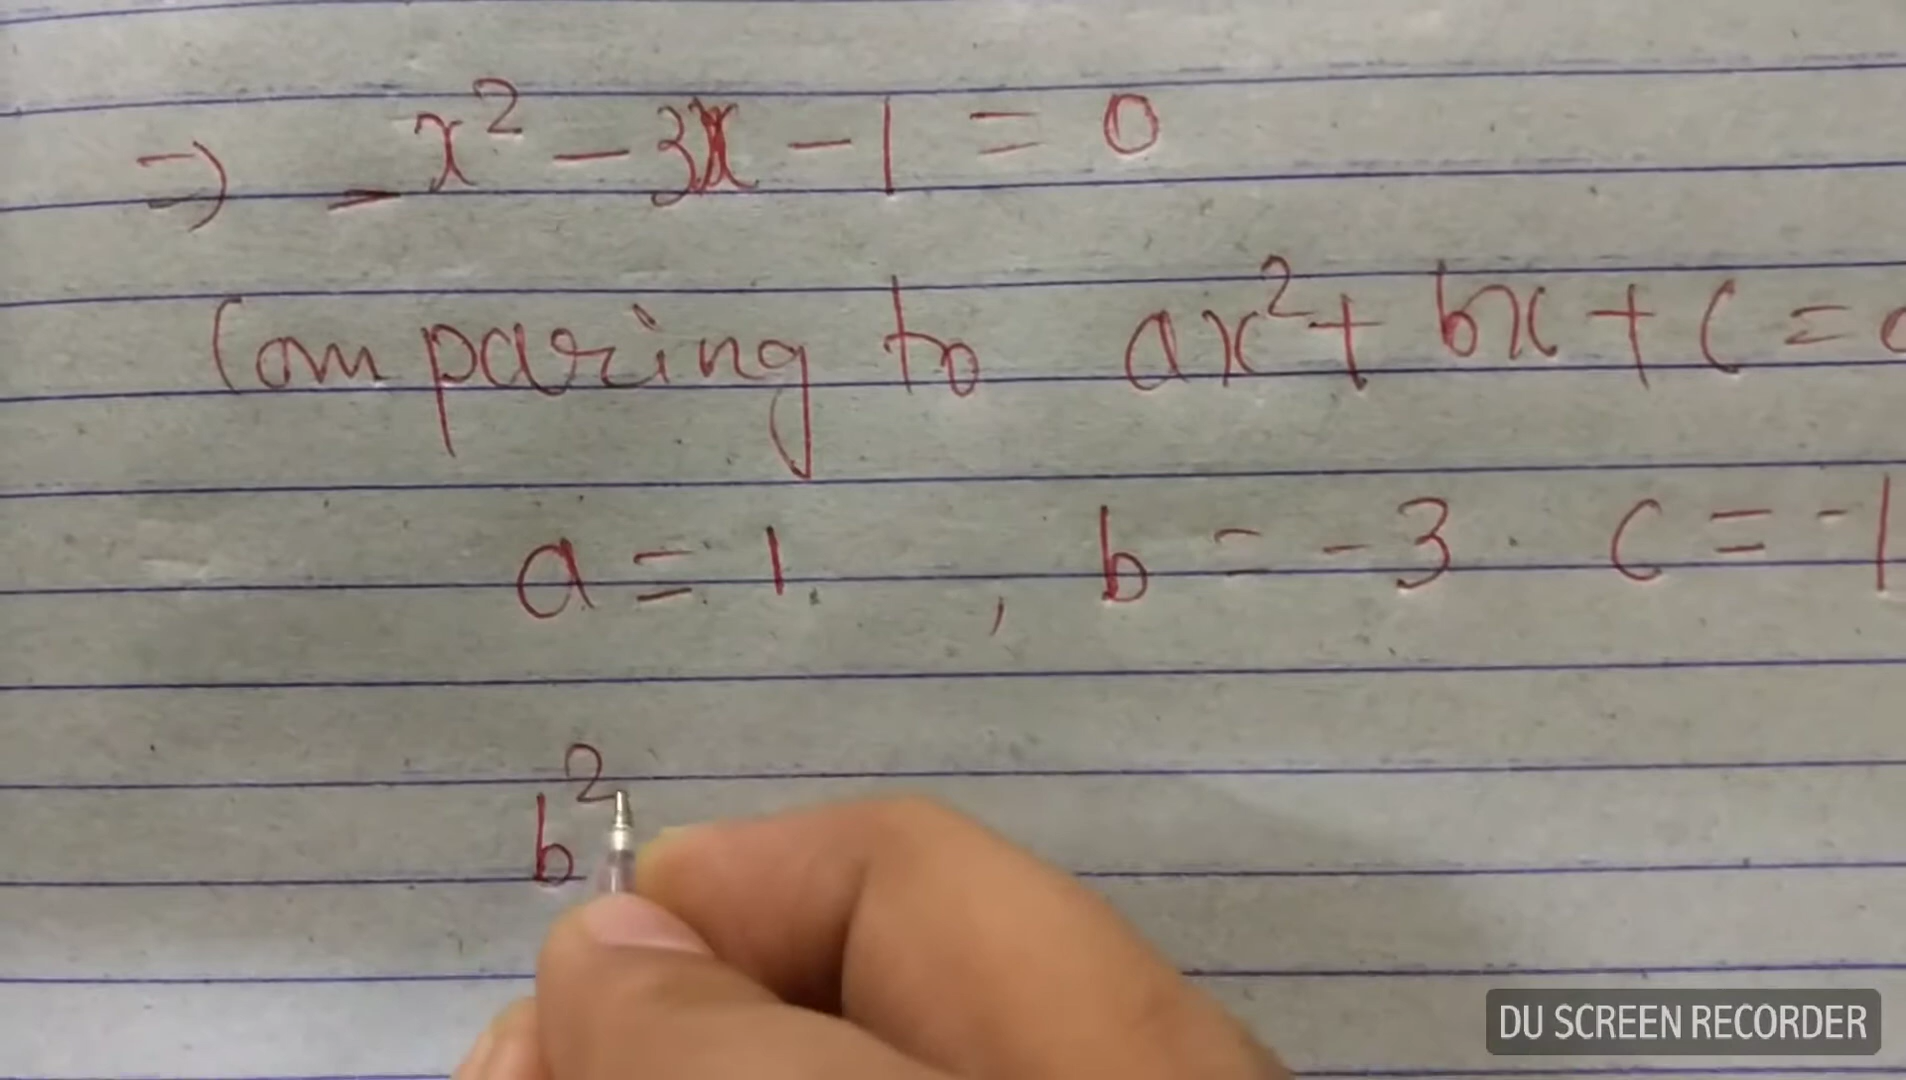 ⇒ - x² - 3x - 1 = 0
Comparing to ax² + bx + c = 0
a = 1. , b = -3. c = -1
b²
DU SCREEN RECORDER